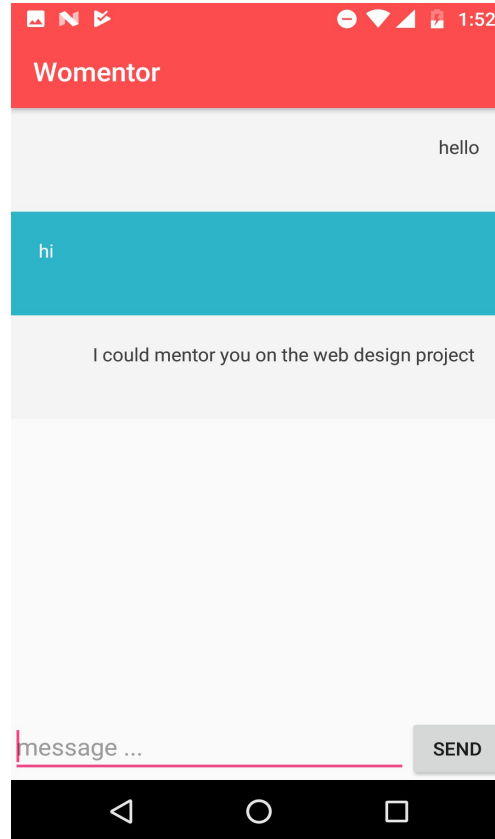 1:52
Womentor
hello
hi
I could mentor you on the web design project
message ...
SEND